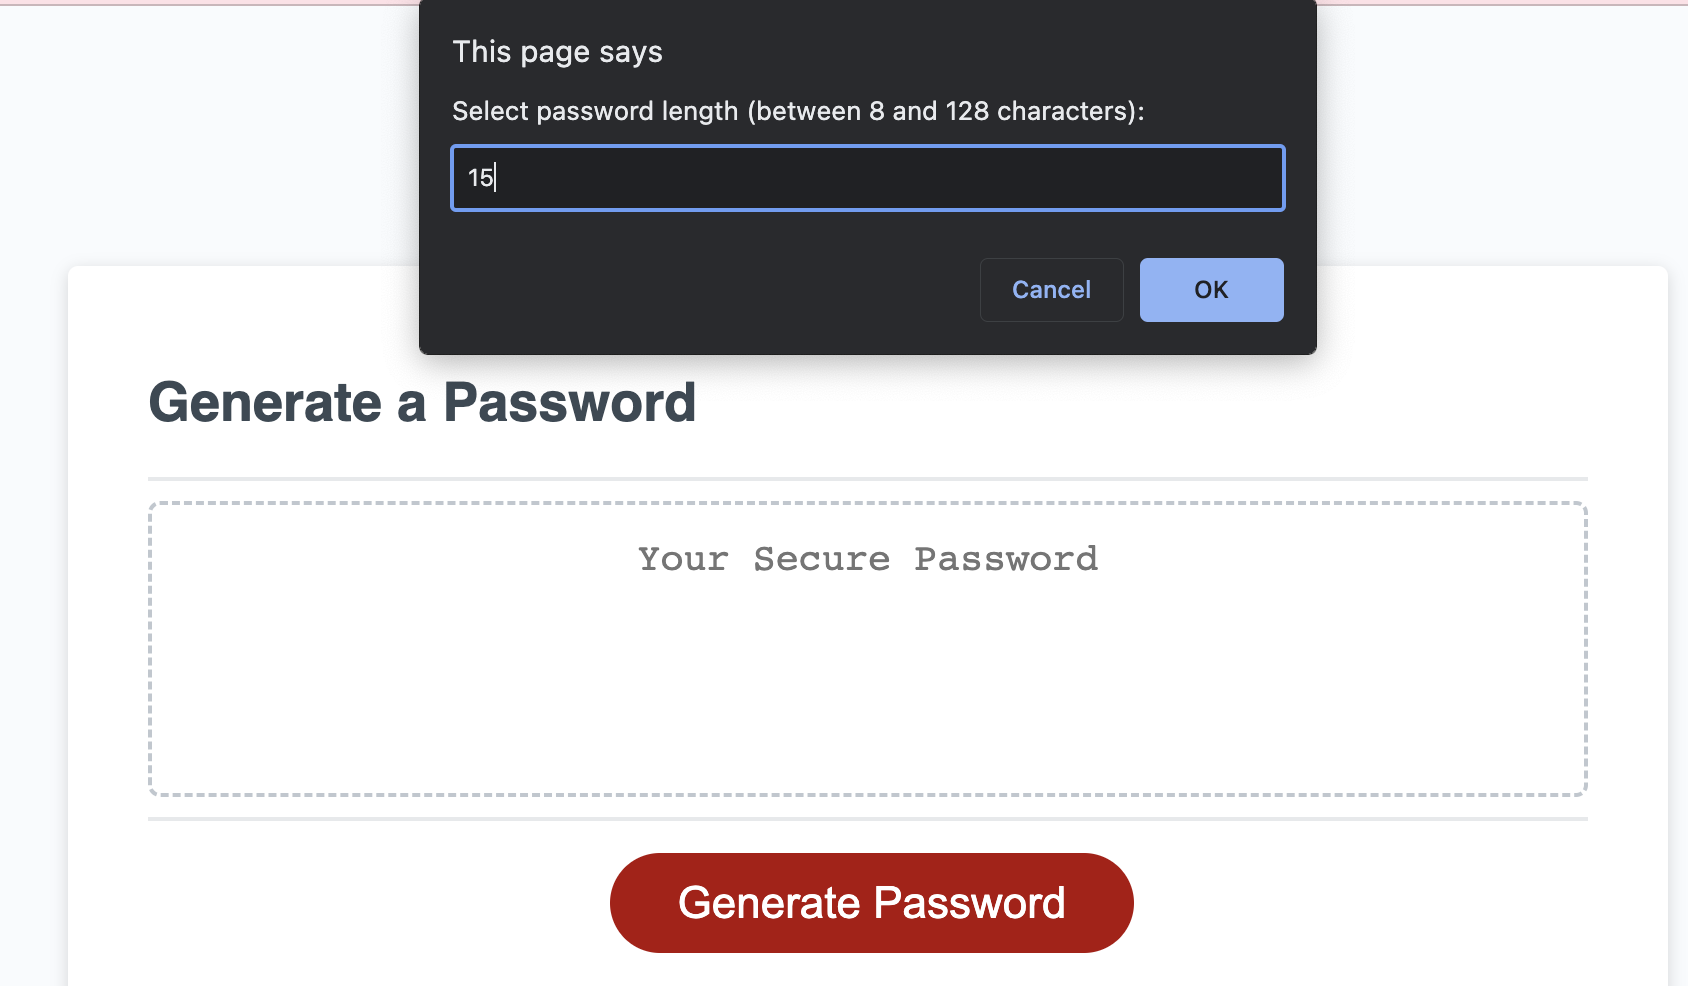 This page says
Select password length (between 8 and 128 characters):
15
Cancel
OK
Generate a Password
Your Secure Password
Generate Password